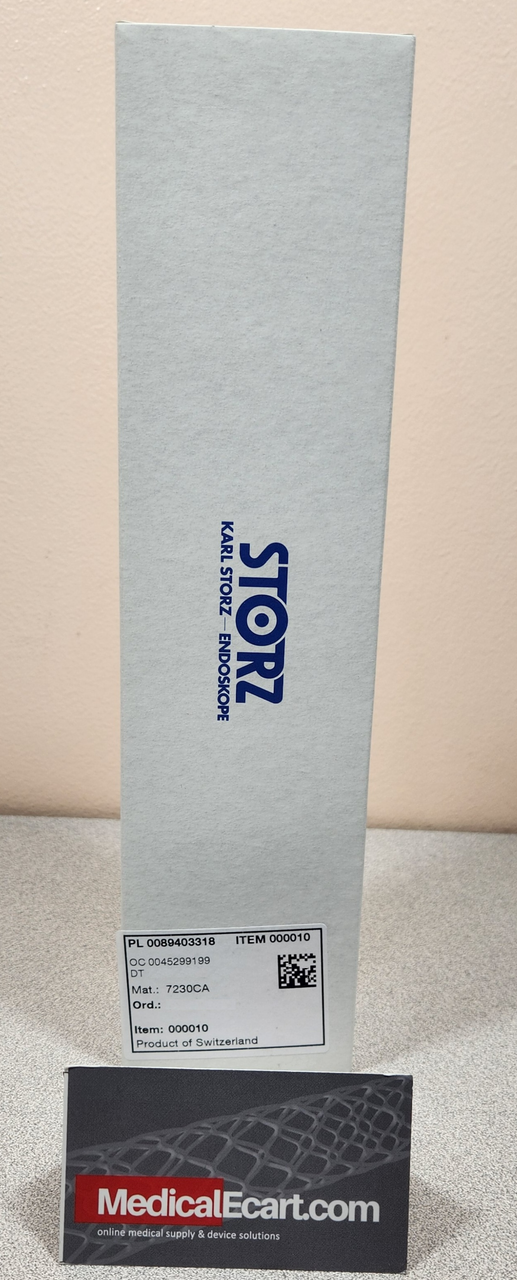 STORZ
KARL STORZ — ENDOSKOPE
PL 0089403318 ITEM 000010
OC 0045299199
DT
Mat.: 7230CA
Ord.:
Item: 000010
Product of Switzerland
MedicalEcart.com
online medical supply & device solutions